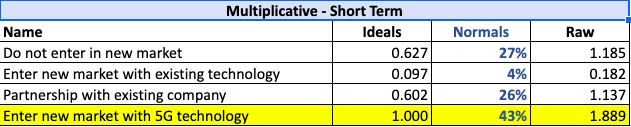 Multiplicative - Short Term
Name Ideals Normals Raw
Do not enter in new market 0.627 27% 1.185
Enter new market with existing technology 0.097 4% 0.182
Partnership with existing company 0.602 26% 1.137
Enter new market with 5G technology 1.000 43% 1.889